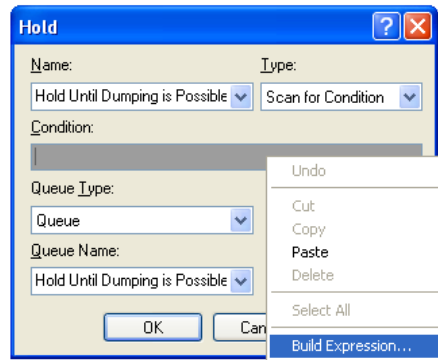 Hold
Name: Type:
Hold Until Dumping is Possible Scan for Condition
Condition:
Undo
Queue Type: Cut
Queue Copy
Queue Name: Paste
Delete
Hold Until Dumping is Possible Select All
OK Can
Build Expression...